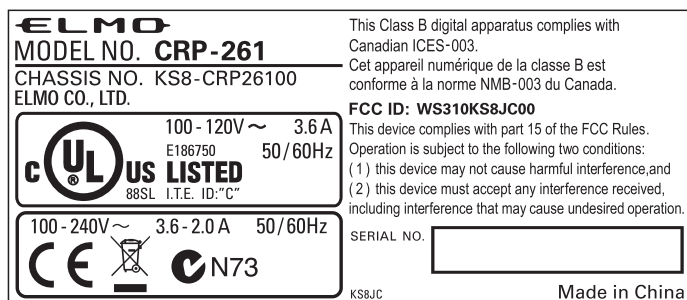 ELMO
MODEL NO. CRP-261
CHASSIS NO. KS8-CRP26100
ELMO CO., LTD.
100-120V~ 3.6A
E186750 50/60Hz
C UL ® US LISTED
88SL I.T.E. ID:"C"
100-240V~ 3.6-2.0A 50/60Hz
CE N73
This Class B digital apparatus complies with
Canadian ICES-003.
Cet appareil numérique de la classe B est
conforme à la norme NMB-003 du Canada.
FCC ID: WS310KS8JC00
This device complies with part 15 of the FCC Rules.
Operation is subject to the following two conditions:
(1) this device may not cause harmful interference,and
(2) this device must accept any interference received,
including interference that may cause undesired operation.
SERIAL NO.
KS8JC Made in China